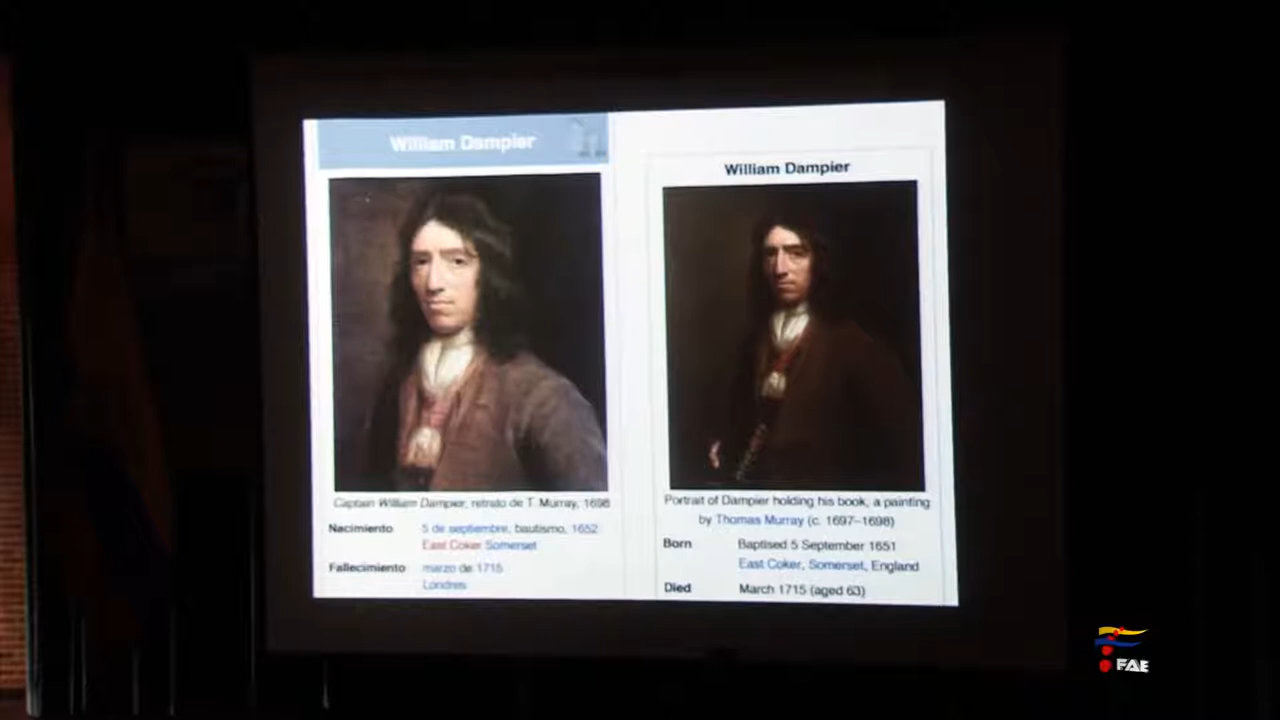 William Dampier
Captain William Dampier, retrato de T. Murray, 1698
Nacimiento 5 de septiembre, bautismo, 1652
East Coker Somerset
Fallecimiento marzo de 1715
Londres
William Dampier
Portrait of Dampier holding his book, a painting
by Thomas Murray (c. 1697–1698)
Born Baptised 5 September 1651
East Coker, Somerset, England
Died March 1715 (aged 63)
FAE